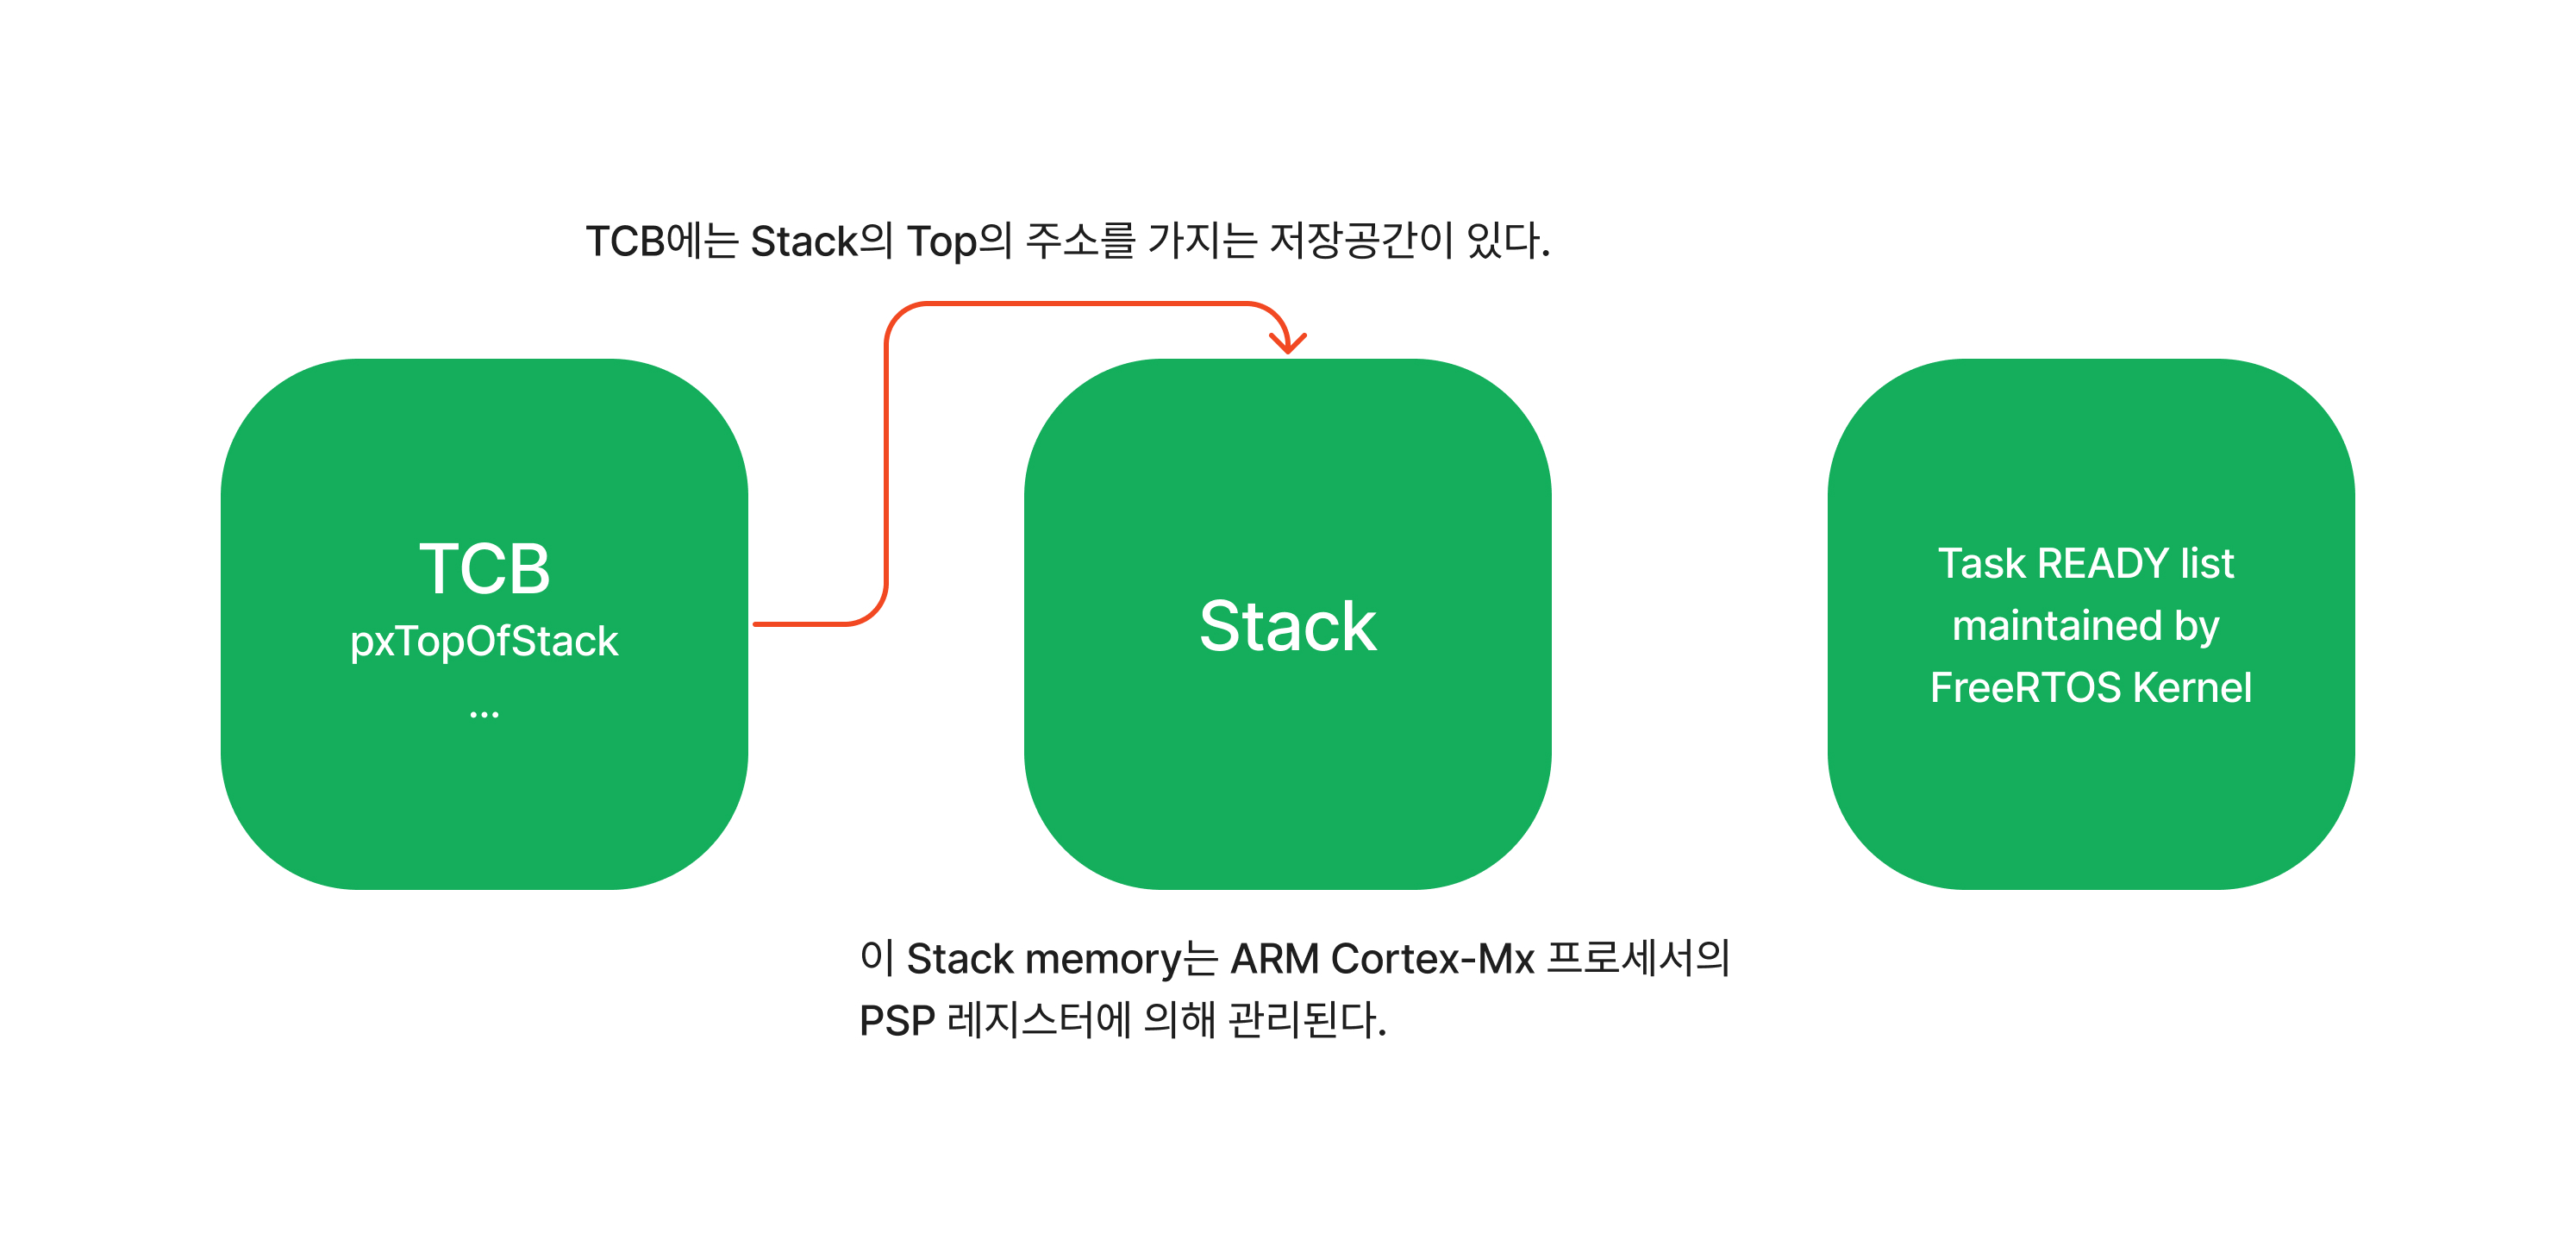 TCB에는 Stack의 Top의 주소를 가지는 저장공간이 있다.
TCB
pxTopOfStack
...
Stack
Task READY list
maintained by
FreeRTOS Kernel
이 Stack memory는 ARM Cortex-Mx 프로세서의
PSP 레지스터에 의해 관리된다.